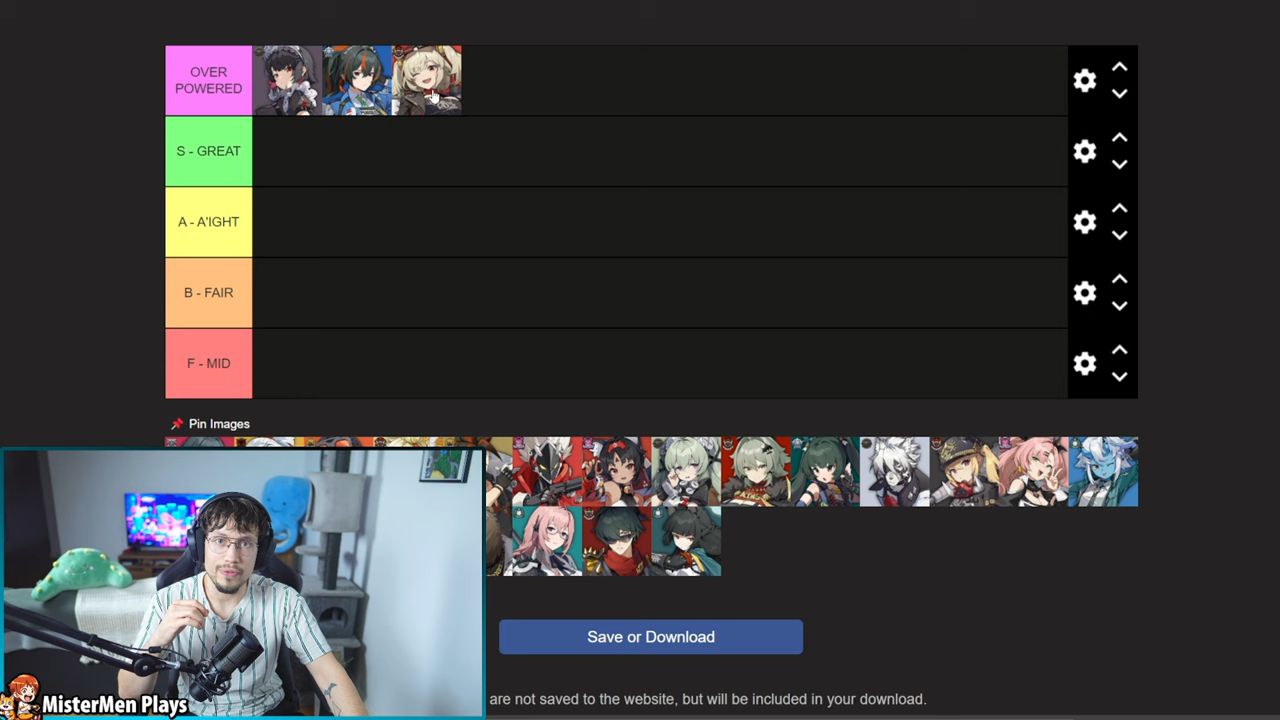 OVER
POWERED
S - GREAT
A - A'IGHT
B - FAIR
F - MID
Pin Images
Save or Download
are not saved to the website, but will be included in your download.
MisterMen Plays